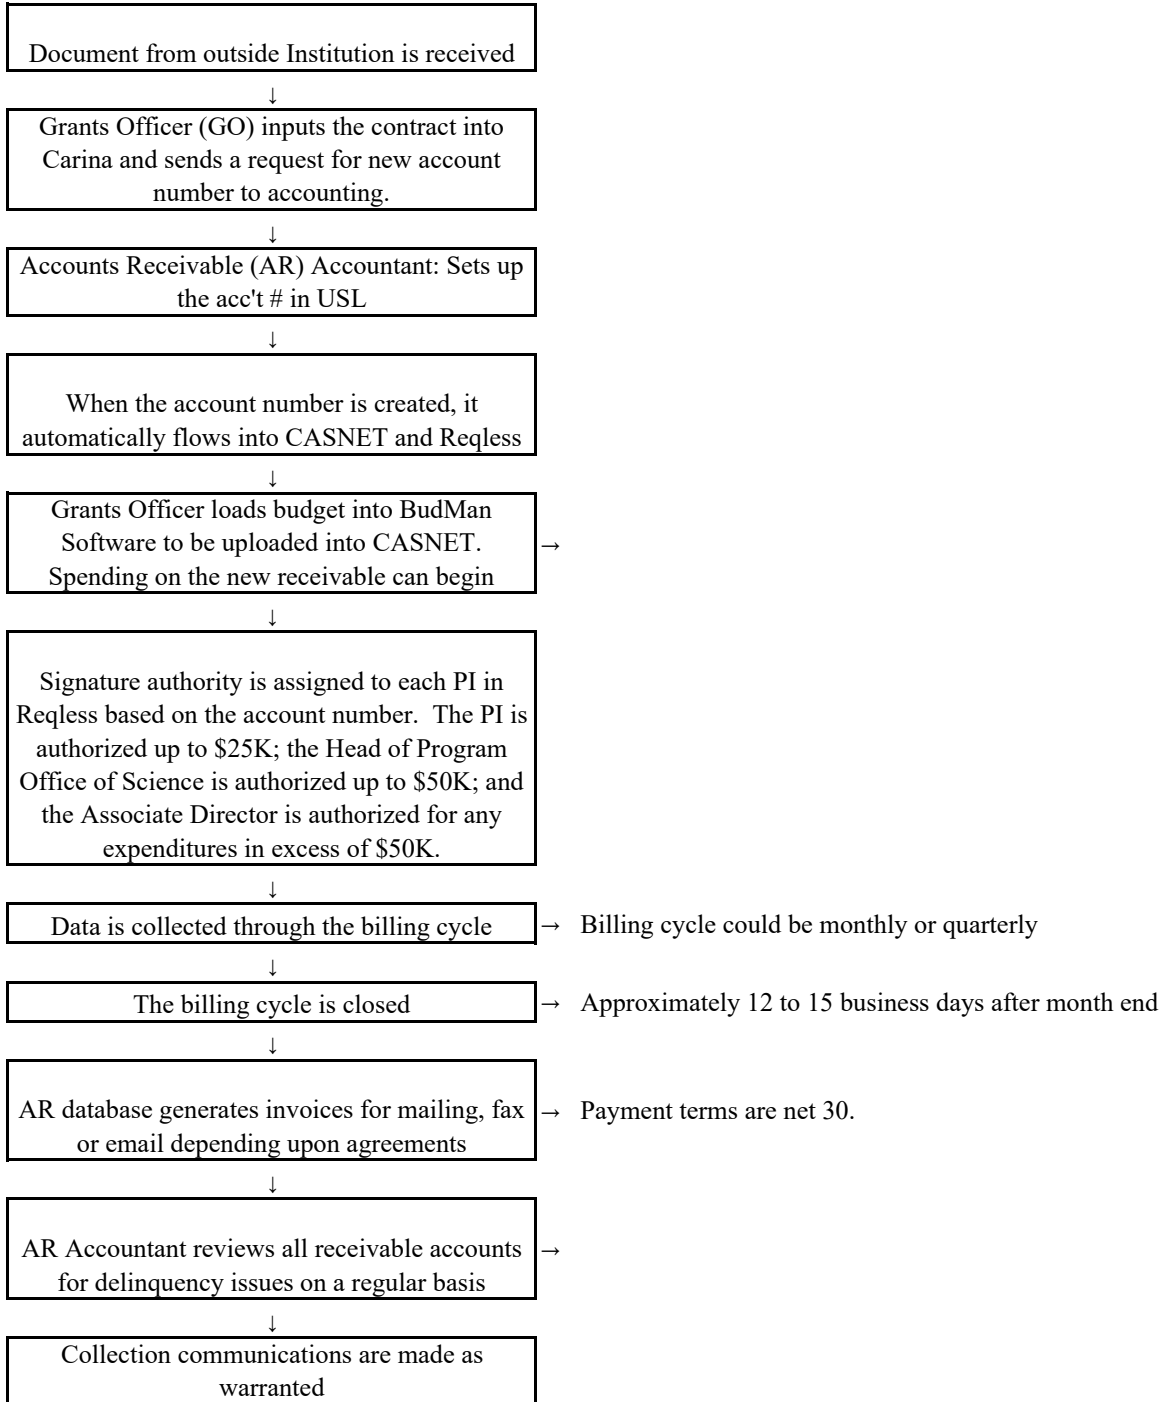 Document from outside Institution is received
↓
Grants Officer (GO) inputs the contract into
Carina and sends a request for new account
number to accounting.
↓
Accounts Receivable (AR) Accountant: Sets up
the acc't # in USL
↓
When the account number is created, it
automatically flows into CASNET and Reqless
↓
Grants Officer loads budget into BudMan
Software to be uploaded into CASNET. →
Spending on the new receivable can begin
↓
Signature authority is assigned to each PI in
Reqless based on the account number.  The PI is
authorized up to $25K; the Head of Program
Office of Science is authorized up to $50K; and
the Associate Director is authorized for any
expenditures in excess of $50K.
↓
Data is collected through the billing cycle → Billing cycle could be monthly or quarterly
↓
The billing cycle is closed → Approximately 12 to 15 business days after month end
↓
AR database generates invoices for mailing, fax → Payment terms are net 30.
or email depending upon agreements
↓
AR Accountant reviews all receivable accounts →
for delinquency issues on a regular basis
↓
Collection communications are made as
warranted